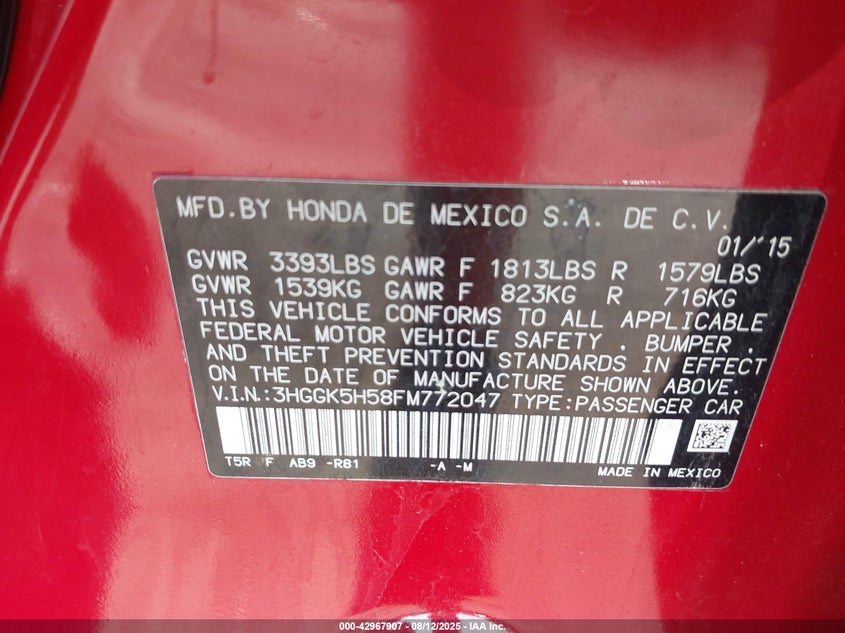 MFD.BY HONDA DE MEXICO S.A. DE C.V.
01/'15
GVWR 3393LBS GAWR F 1813LBS R 1579LBS
GVWR 1539KG GAWR F 823KG R 716KG
THIS VEHICLE CONFORMS TO ALL APPLICABLE
FEDERAL MOTOR VEHICLE SAFETY , BUMPER ,
AND THEFT PREVENTION STANDARDS IN EFFECT
ON THE DATE OF MANUFACTURE SHOWN ABOVE.
V.I.N.:3HGGK5H58FM772047 TYPE:PASSENGER CAR
T5R F AB9 -R81 -A -M
MADE IN MEXICO
000-42967907 - 08/12/2025 - IAA Inc.